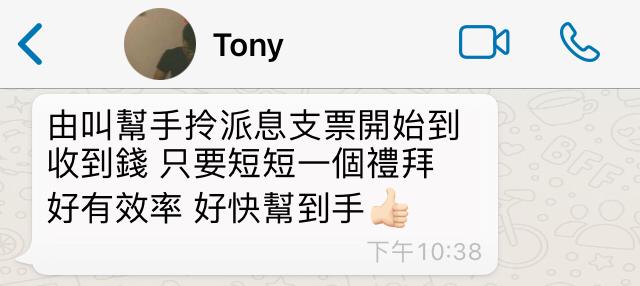 Tony
由叫幫手拎派息支票開始到
收到錢 只要短短一個禮拜
好有效率 好快幫到手👍🏻
下午10:38